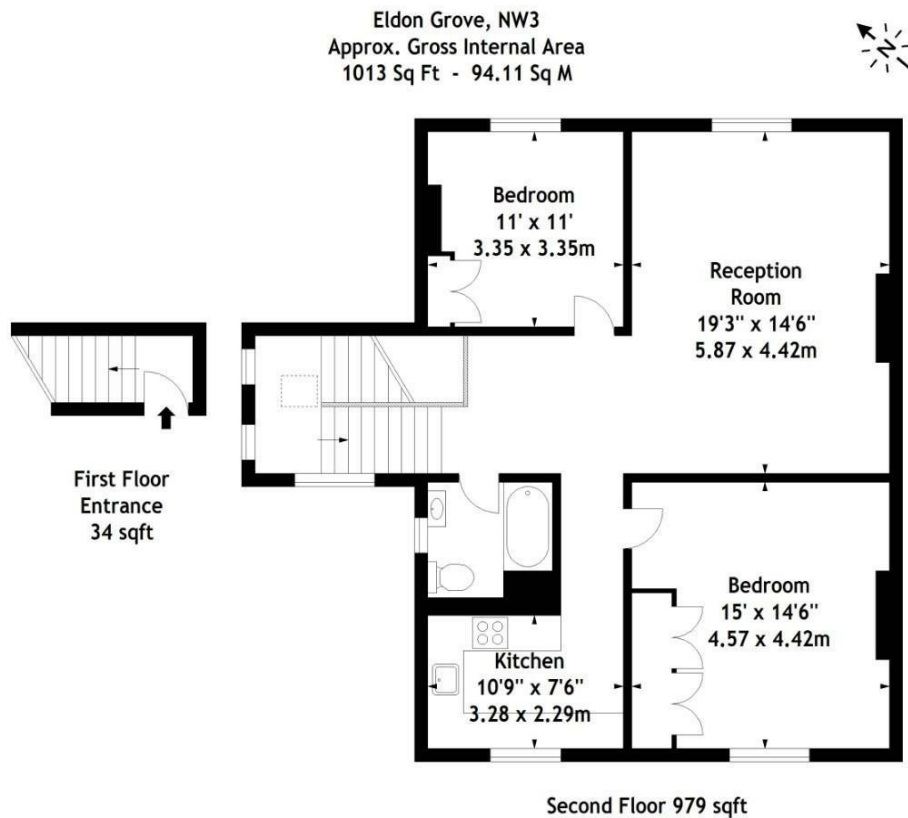 Eldon Grove, NW3
Approx. Gross Internal Area
1013 Sq Ft - 94.11 Sq M
N
Bedroom
11' x 11'
3.35 x 3.35m
Reception
Room
19'3" x 14'6"
5.87 x 4.42m
First Floor
Entrance
34 sqft
Bedroom
15' x 14'6"
4.57 x 4.42m
Kitchen
10'9" x 7'6"
3.28 x 2.29m
Second Floor 979 sqft